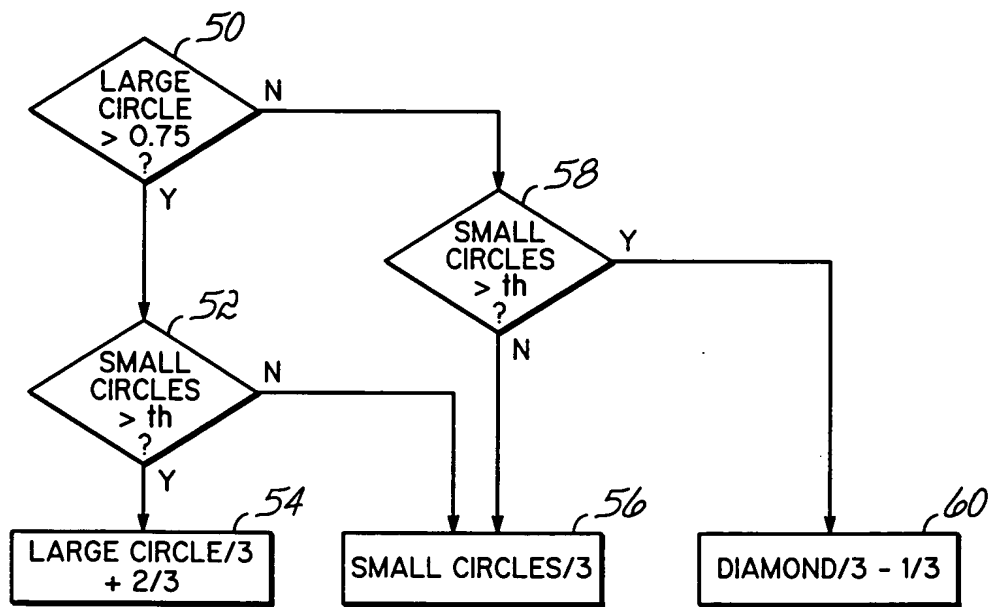 50
LARGE
CIRCLE
> 0.75
?
N
Y
58
SMALL
CIRCLES
> th
?
Y
N
52
SMALL
CIRCLES
> th
?
N
Y
54
LARGE CIRCLE/3
+ 2/3
56
SMALL CIRCLES/3
60
DIAMOND/3 - 1/3